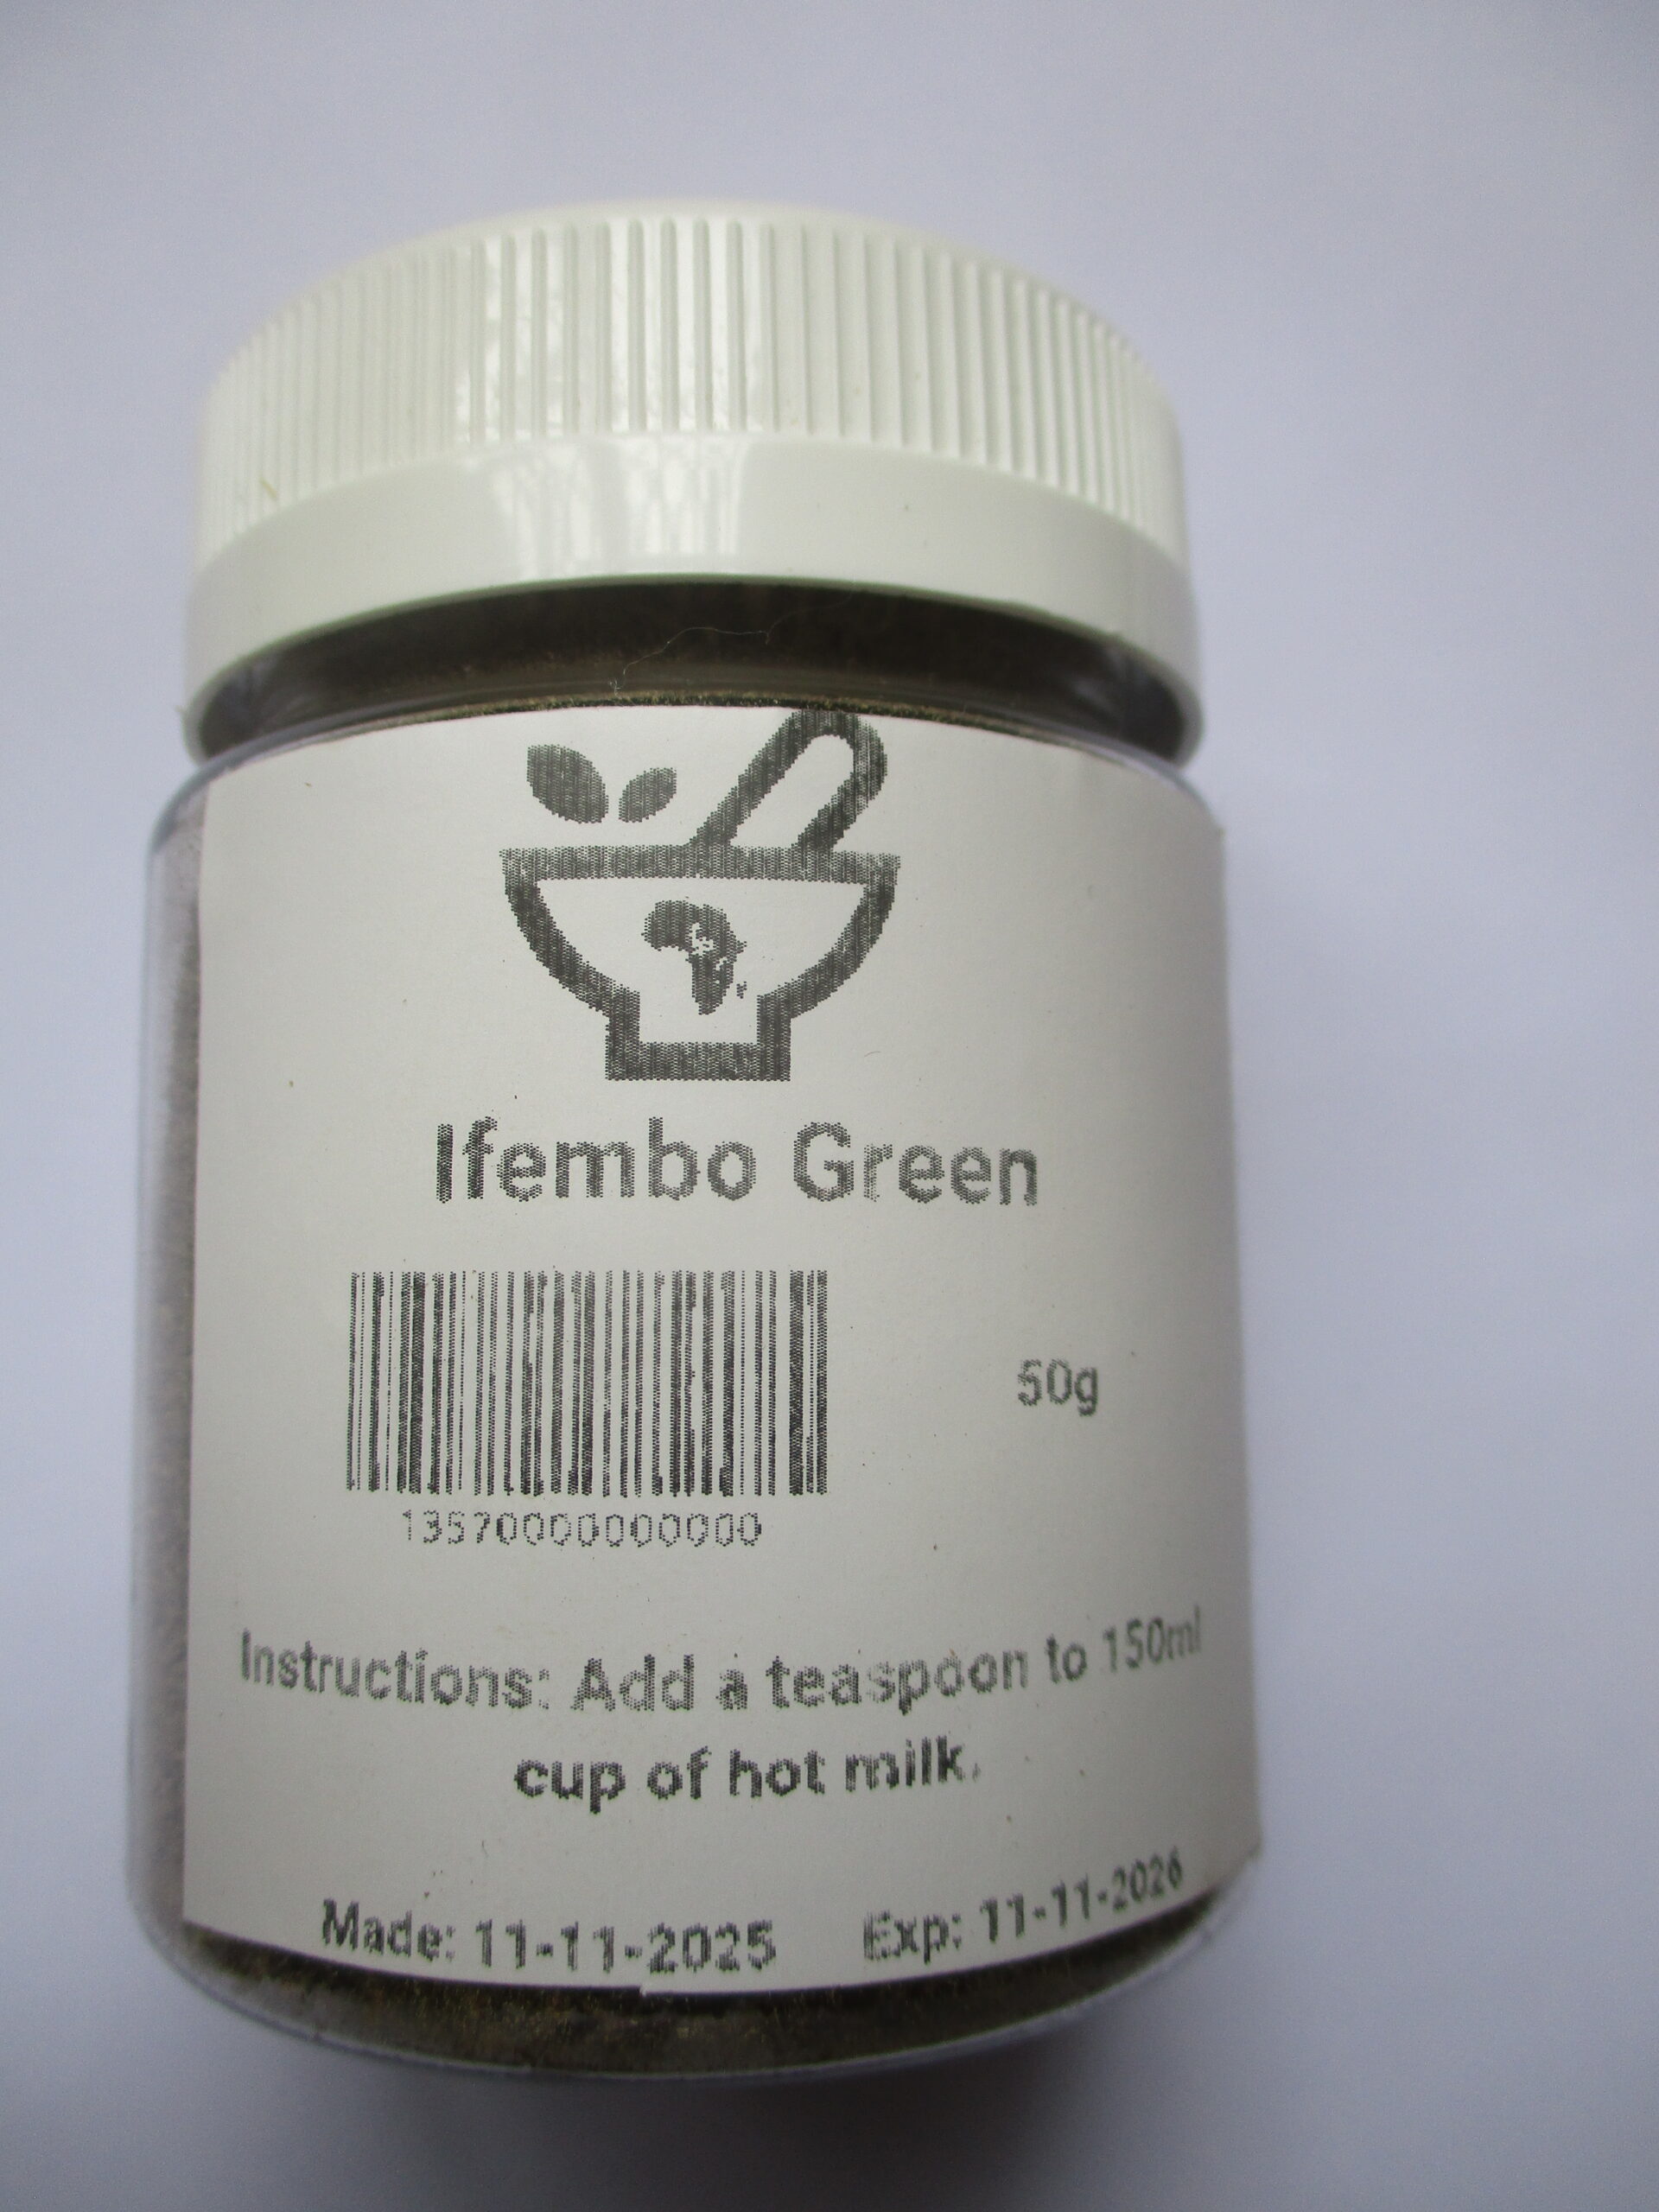 Ifembo Green
50g
13570000000000
Instructions: Add a teaspoon to 150ml
cup of hot milk.
Made: 11-11-2025 Exp: 11-11-2026